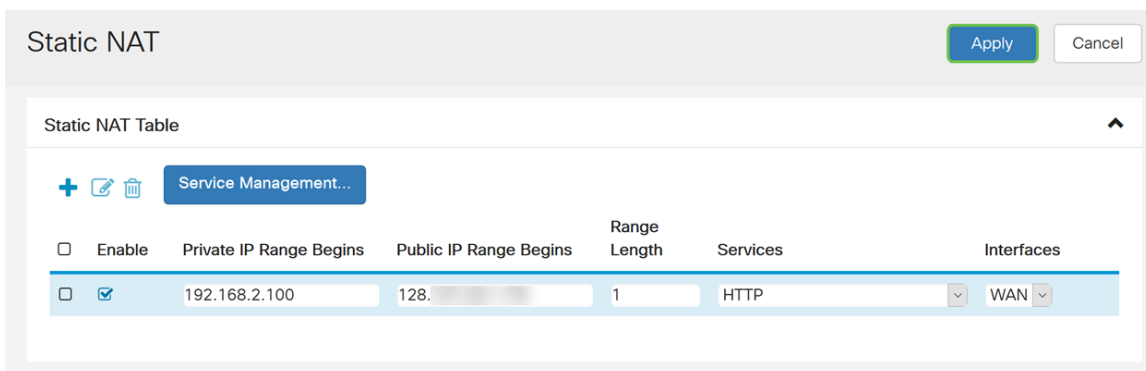 Static NAT
Apply
Cancel
Static NAT Table
Service Management...
Enable Private IP Range Begins Public IP Range Begins Range Length Services Interfaces
192.168.2.100 128. 1 HTTP WAN